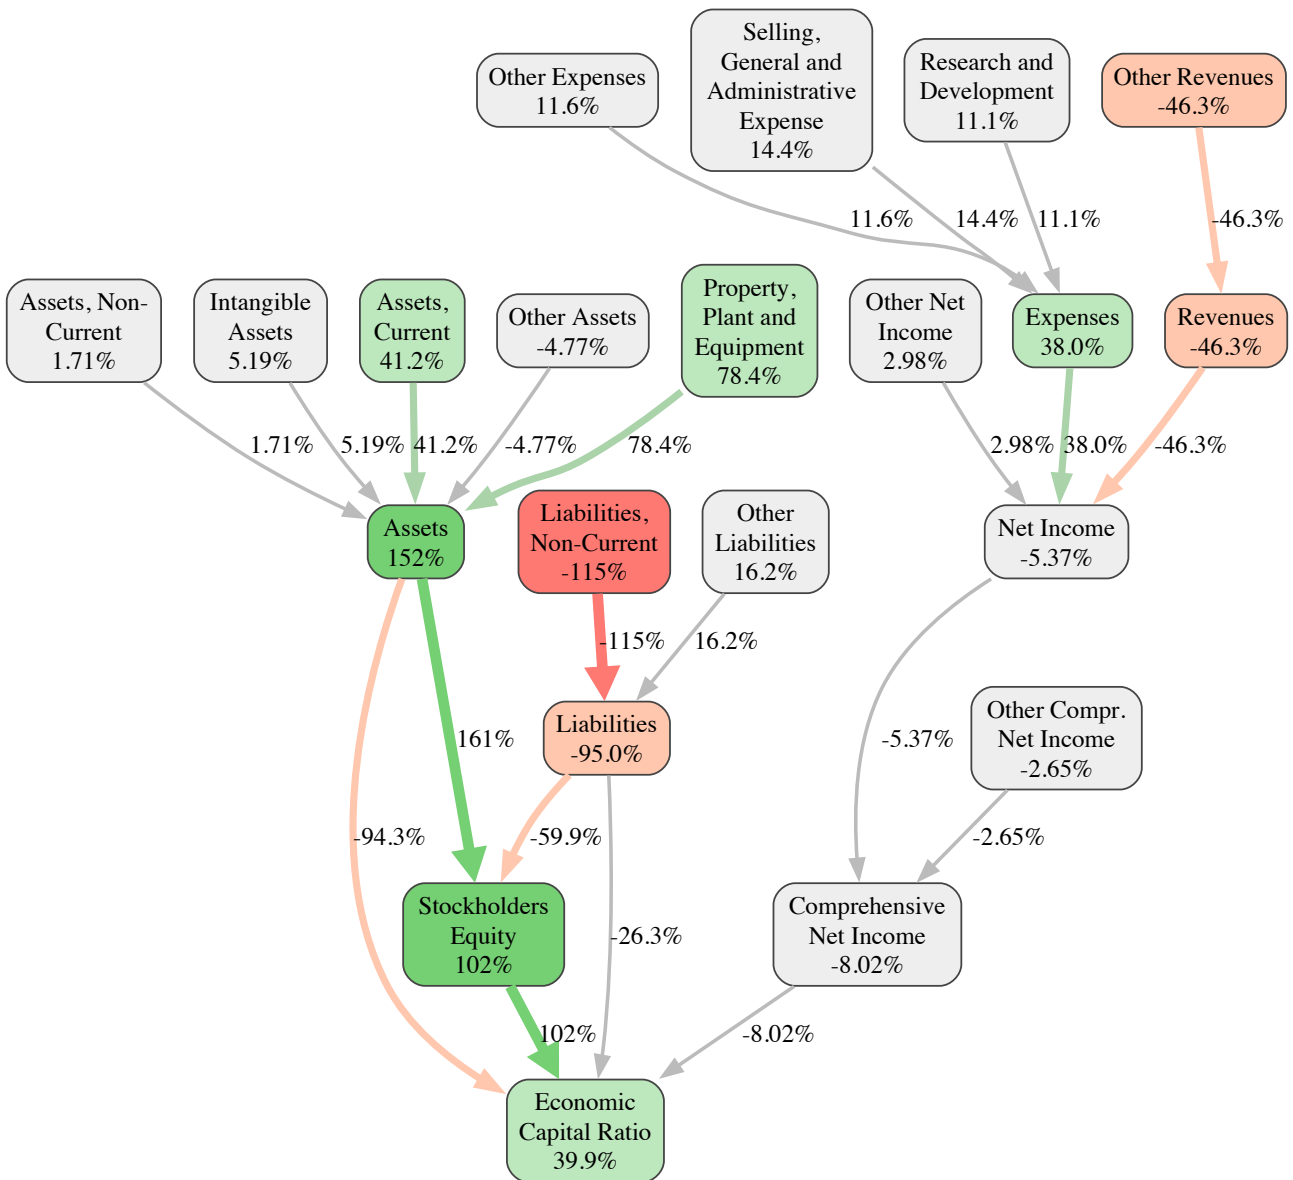 Other Expenses
11.6%
Selling,
General and
Administrative
Expense
14.4%
Research and
Development
11.1%
Other Revenues
-46.3%
11.6%
14.4%
11.1%
-46.3%
Assets, Non-
Current
1.71%
Intangible
Assets
5.19%
Assets,
Current
41.2%
Other Assets
-4.77%
Property,
Plant and
Equipment
78.4%
Other Net
Income
2.98%
Expenses
38.0%
Revenues
-46.3%
1.71%
5.19%
41.2%
-4.77%
78.4%
2.98%
38.0%
-46.3%
Assets
152%
Liabilities,
Non-Current
-115%
Other
Liabilities
16.2%
Net Income
-5.37%
-115%
16.2%
161%
Liabilities
-95.0%
-5.37%
Other Compr.
Net Income
-2.65%
-94.3%
-59.9%
-2.65%
Stockholders
Equity
102%
-26.3%
Comprehensive
Net Income
-8.02%
102%
-8.02%
Economic
Capital Ratio
39.9%